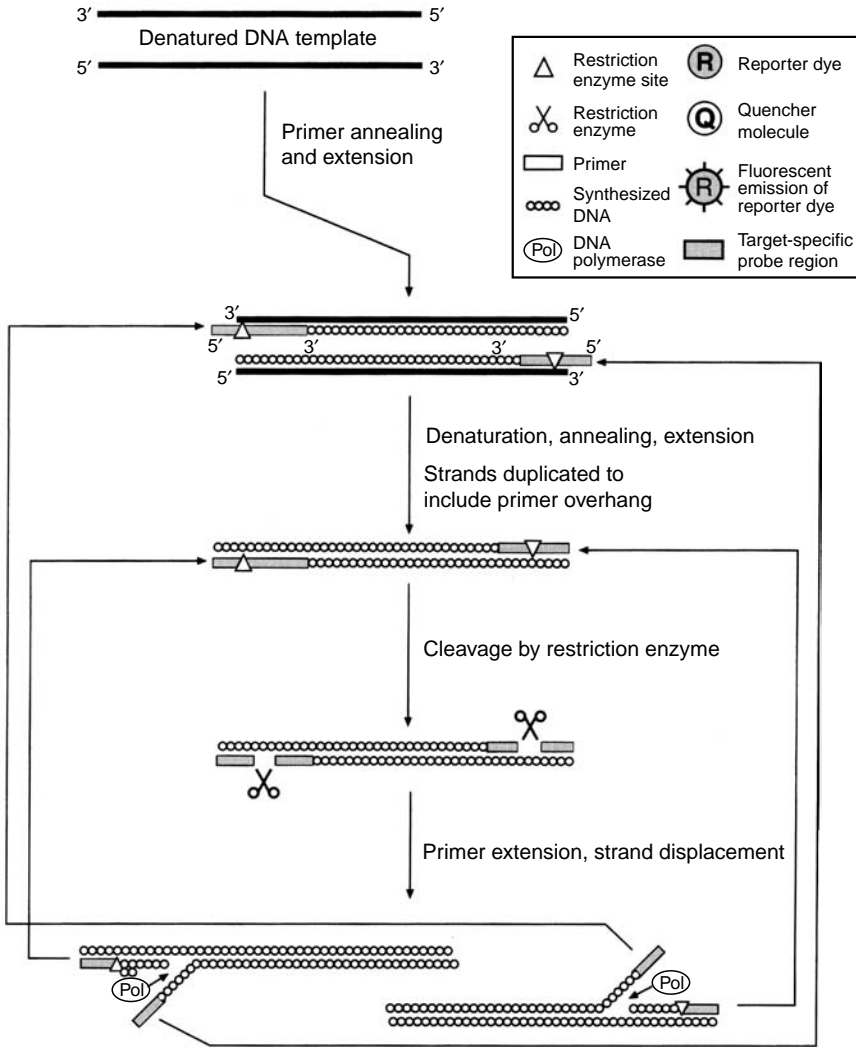 3′ 5′
Denatured DNA template
5′ 3′
Primer annealing
and extension
Restriction
enzyme site
Restriction
enzyme
Primer
Synthesized
DNA
Pol DNA
polymerase
R Reporter dye
Q Quencher
molecule
R Fluorescent
emission of
reporter dye
Target-specific
probe region
3′ 5′
5′ 3′ 3′ 5′
5′ 3′
Denaturation, annealing, extension
Strands duplicated to
include primer overhang
Cleavage by restriction enzyme
Primer extension, strand displacement
Pol
Pol